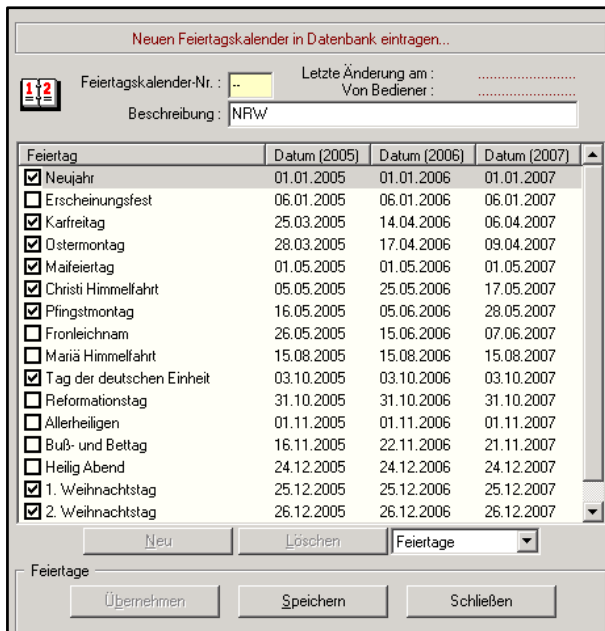 Neuen Feiertagskalender in Datenbank eintragen...
1 2
Feiertagskalender-Nr. : -- Letzte Änderung am : ........................
Von Bediener : ........................
Beschreibung : NRW
Feiertag Datum (2005) Datum (2006) Datum (2007)
Neujahr 01.01.2005 01.01.2006 01.01.2007
Erscheinungsfest 06.01.2005 06.01.2006 06.01.2007
Karfreitag 25.03.2005 14.04.2006 06.04.2007
Ostermontag 28.03.2005 17.04.2006 09.04.2007
Maifeiertag 01.05.2005 01.05.2006 01.05.2007
Christi Himmelfahrt 05.05.2005 25.05.2006 17.05.2007
Pfingstmontag 16.05.2005 05.06.2006 28.05.2007
Fronleichnam 26.05.2005 15.06.2006 07.06.2007
Mariä Himmelfahrt 15.08.2005 15.08.2006 15.08.2007
Tag der deutschen Einheit 03.10.2005 03.10.2006 03.10.2007
Reformationstag 31.10.2005 31.10.2006 31.10.2007
Allerheiligen 01.11.2005 01.11.2006 01.11.2007
Buß- und Bettag 16.11.2005 22.11.2006 21.11.2007
Heilig Abend 24.12.2005 24.12.2006 24.12.2007
1. Weihnachtstag 25.12.2005 25.12.2006 25.12.2007
2. Weihnachtstag 26.12.2005 26.12.2006 26.12.2007
Neu Löschen Feiertage
Feiertage
Übernehmen Speichern Schließen